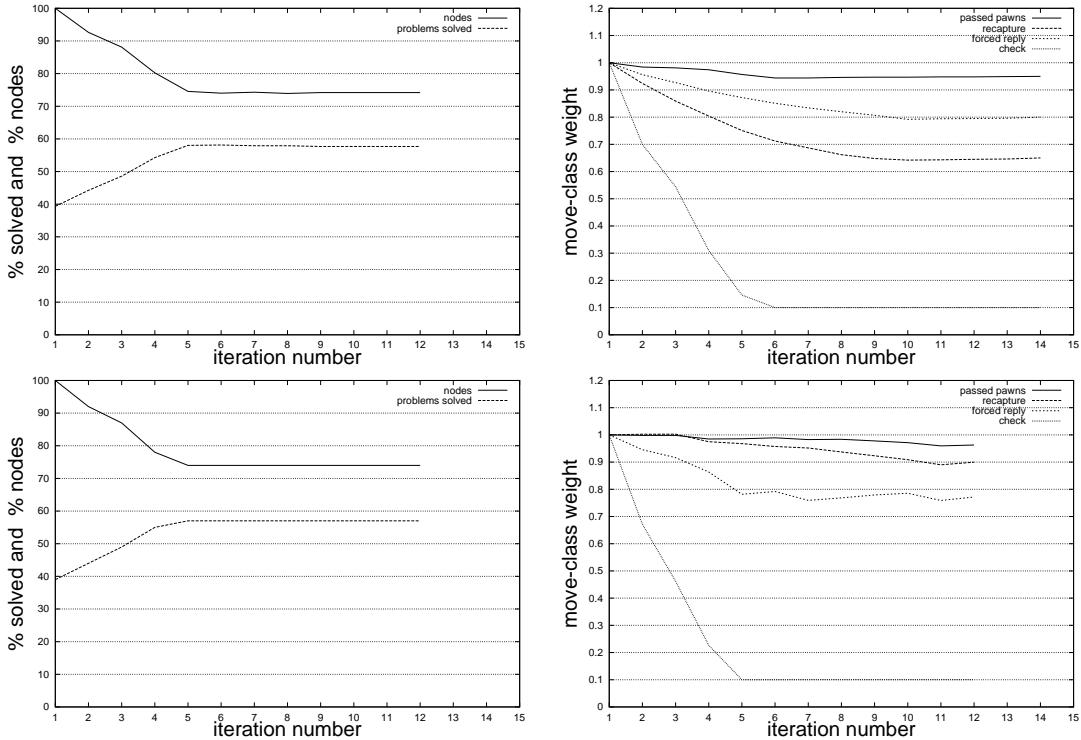 100
80
60
50
40
30
20
10
0
1 2 3 4 5 6 7 8 9 10 11 12 13 14 15
% solved and % nodes
iteration number
nodes
problems solved
1.2
1.1
1
0.9
0.8
0.7
0.6
0.5
0.4
0.3
0.2
0.1
0
1 2 3 4 5 6 7 8 9 10 11 12 13 14 15
move-class weight
iteration number
passed pawns
recapture
forced reply
check
100
90
80
70
60
50
40
30
20
10
0
1 2 3 4 5 6 7 8 9 10 11 12 13 14 15
% solved and % nodes
iteration number
nodes
problems solved
1.2
1.1
1
0.9
0.8
0.7
0.6
0.5
0.4
0.3
0.2
0.1
0
1 2 3 4 5 6 7 8 9 10 11 12 13 14 15
move-class weight
iteration number
passed pawns
recapture
forced reply
check